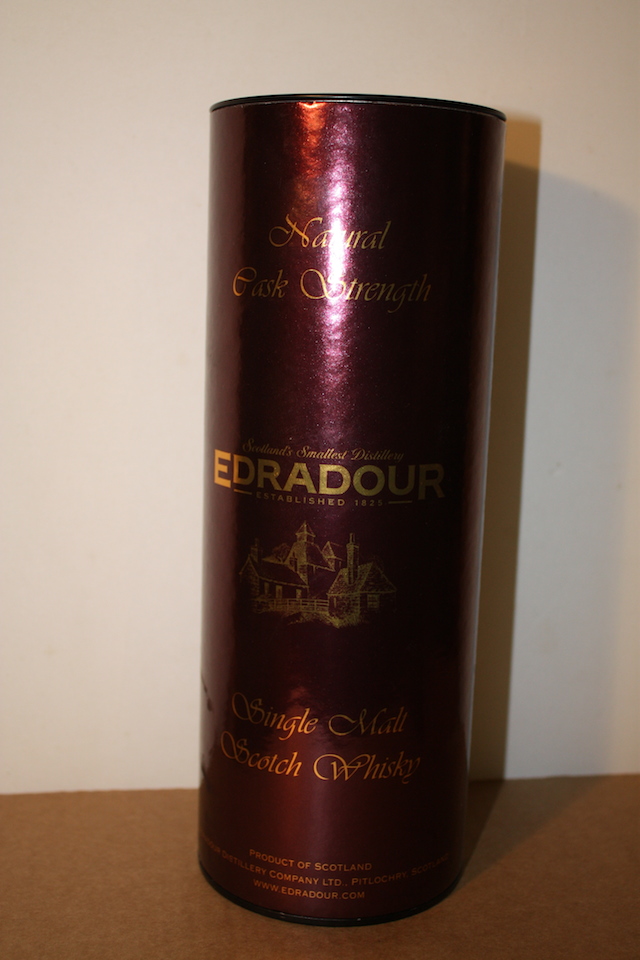 Natural
Cask Strength
Scotland's Smallest Distillery
EDRADOUR
ESTABLISHED 1825
Single Malt
Scotch Whisky
PRODUCT OF SCOTLAND
DISTILLERY COMPANY LTD., PITLOCHRY, SCOTLAND
WWW.EDRADOUR.COM